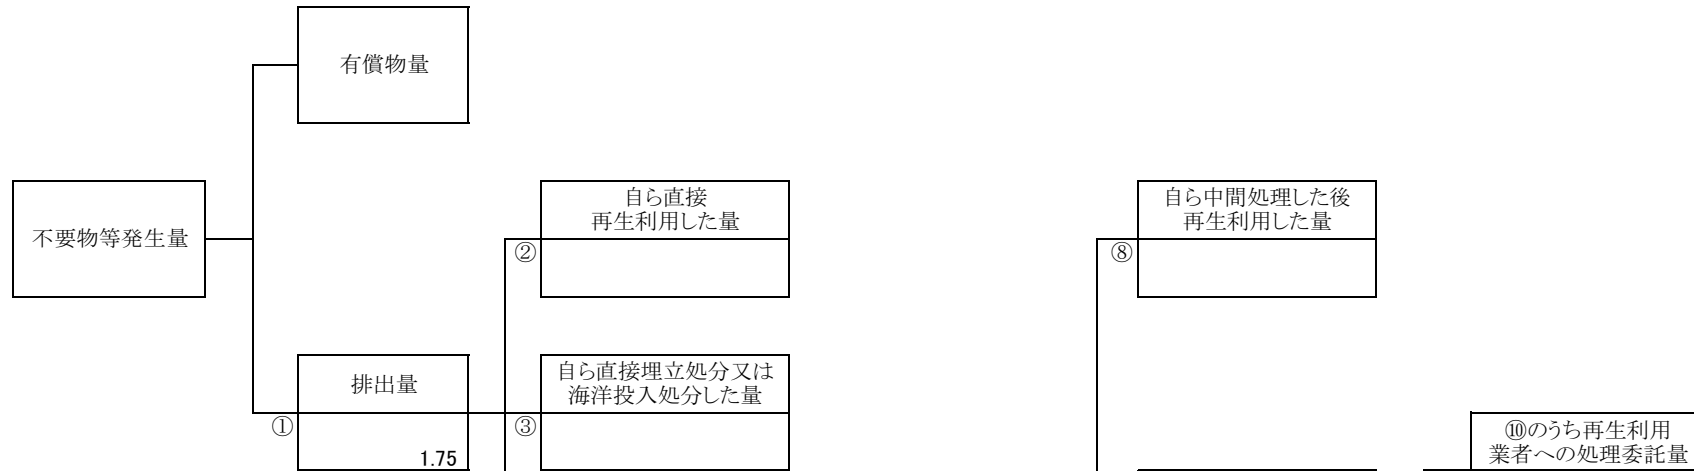 有償物量
不要物等発生量
自ら直接
再生利用した量
②
自ら中間処理した後
再生利用した量
⑧
排出量
①
1.75
自ら直接埋立処分又は
海洋投入処分した量
③
⑩のうち再生利用
業者への処理委託量